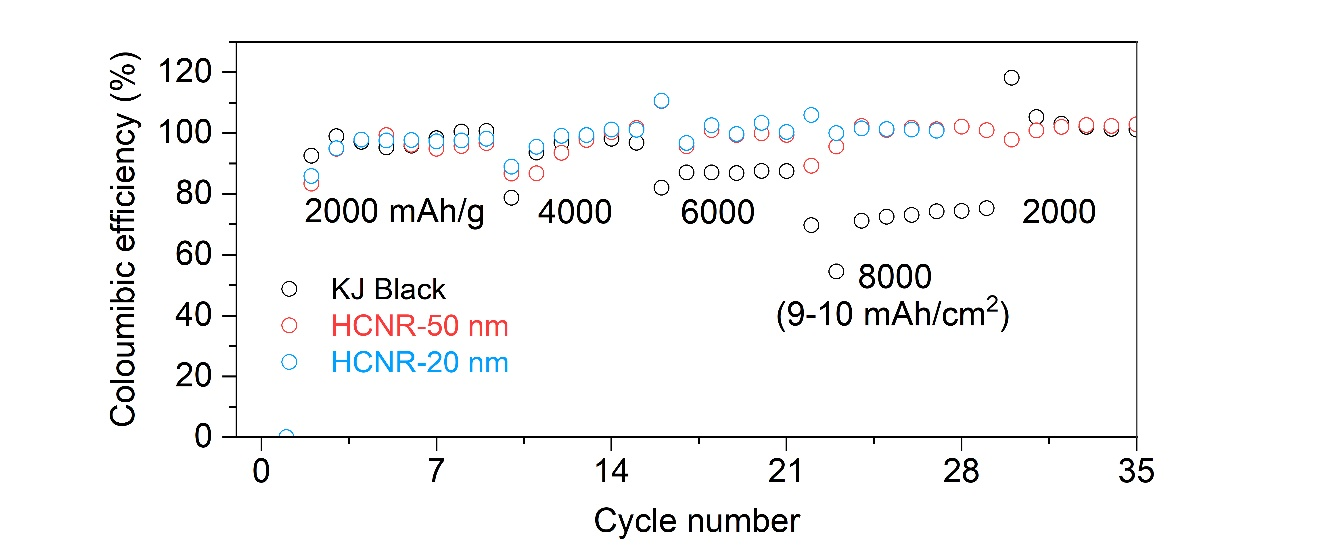 Coloumibic efficiency (%)
120
100
80
60
40
20
0
2000 mAh/g
4000
6000
2000
8000
(9-10 mAh/cm²)
KJ Black
HCNR-50 nm
HCNR-20 nm
0 7 14 21 28 35
Cycle number